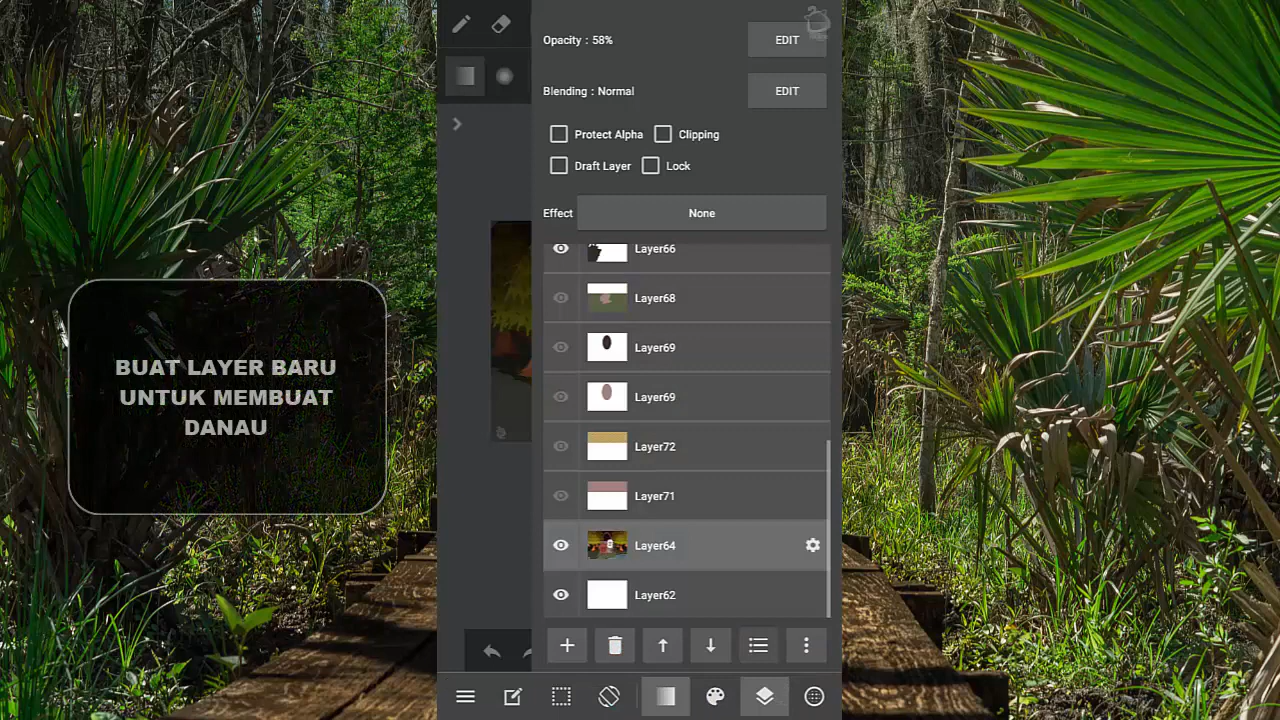 Opacity : 58%
EDIT
Blending : Normal
EDIT
Protect Alpha
Clipping
Draft Layer
Lock
Effect
None
Layer66
Layer68
Layer69
Layer69
Layer72
Layer71
Layer64
Layer62
BUAT LAYER BARU
UNTUK MEMBUAT
DANAU